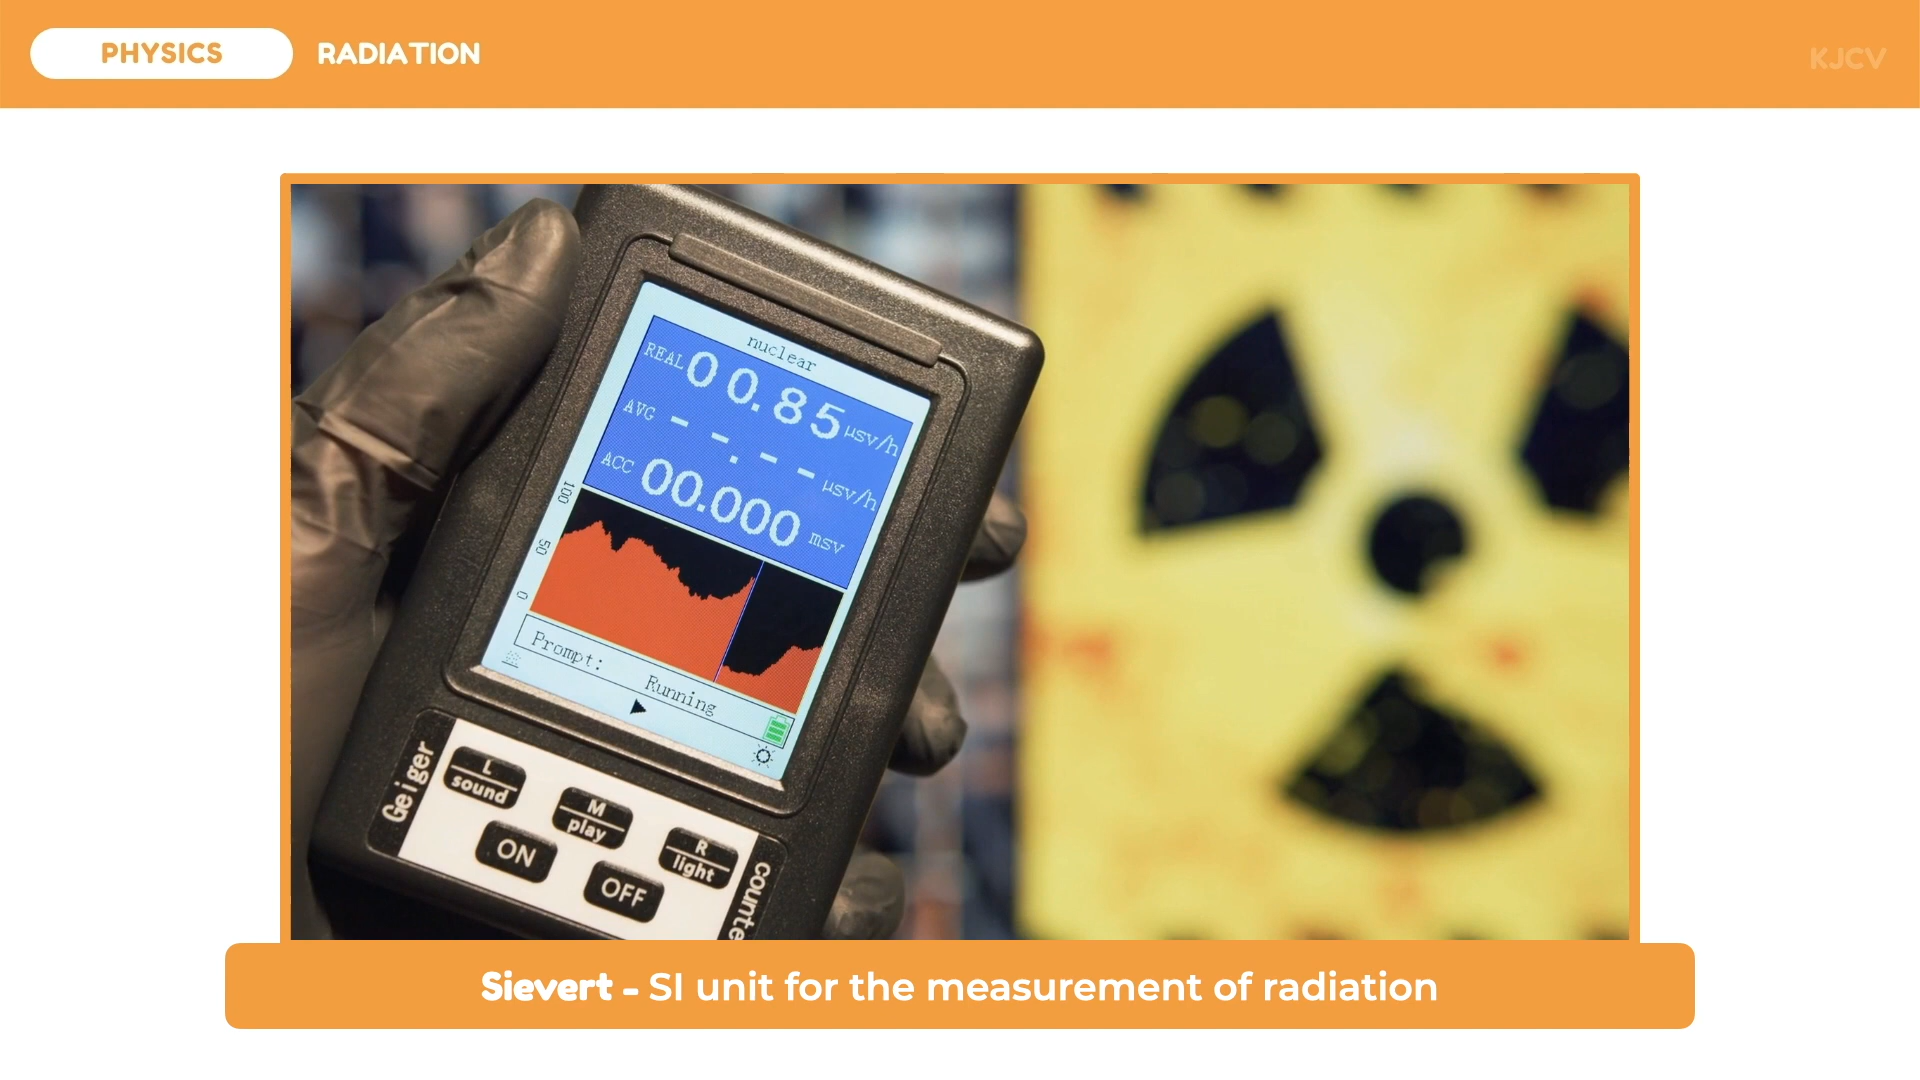 PHYSICS
RADIATION
KJCV
nuclear
REAL 00.85 µsv/h
AVG --.-- µsv/h
ACC 00.000 msv
100
50
0
Prompt:
Running
Geiger
L
sound
M
play
R
light
ON
OFF
counte
Sievert - SI unit for the measurement of radiation